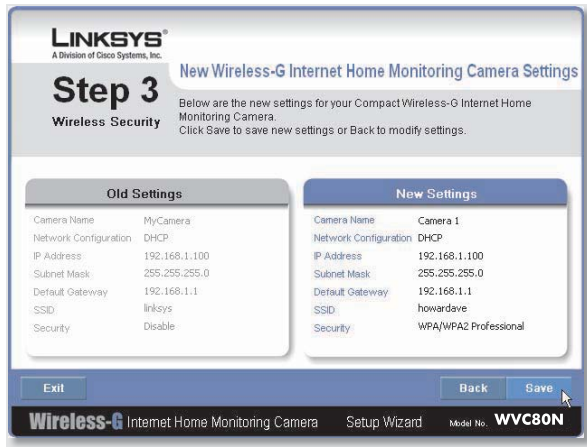 LINKSYS®
A Division of Cisco Systems, Inc.
Step 3
Wireless Security
New Wireless-G Internet Home Monitoring Camera Settings
Below are the new settings for your Compact Wireless-G Internet Home
Monitoring Camera.
Click Save to save new settings or Back to modify settings.
Old Settings
Camera Name MyCamera
Network Configuration DHCP
IP Address 192.168.1.100
Subnet Mask 255.255.255.0
Default Gateway 192.168.1.1
SSID linksys
Security Disable
New Settings
Camera Name Camera 1
Network Configuration DHCP
IP Address 192.168.1.100
Subnet Mask 255.255.255.0
Default Gateway 192.168.1.1
SSID howardave
Security WPA/WPA2 Professional
Exit
Back
Save
Wireless-G Internet Home Monitoring Camera Setup Wizard Model No. WVC80N